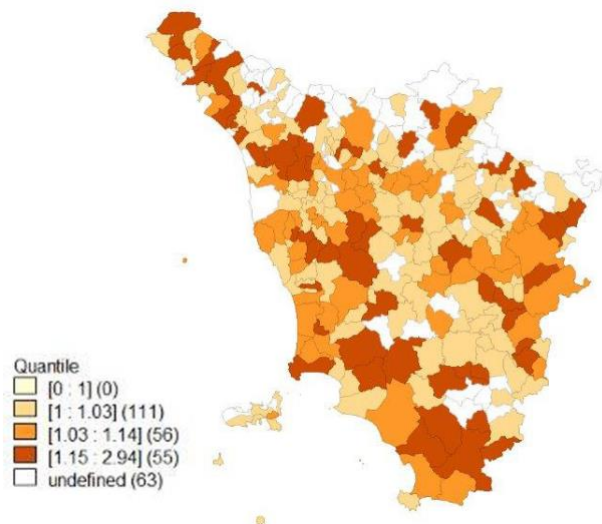 Quantile
[0 : 1] (0)
[1 : 1.03] (111)
[1.03 : 1.14] (56)
[1.15 : 2.94] (55)
undefined (63)